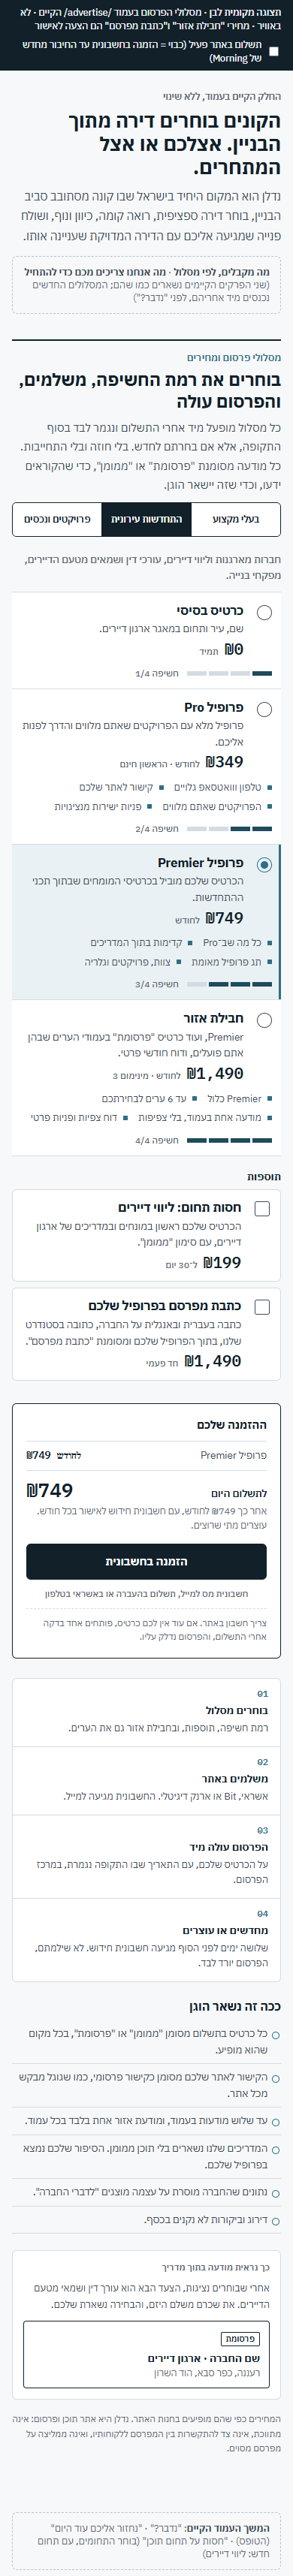 תצוגה מקומית לבן · מסלולי הפרסום בעמוד /advertise/ הקיים · לא
באוויר · מחירי "חבילת אזור" ו"כתבת מפרסם" הם הצעה לאישור
תשלום באתר פעיל (כבוי = הזמנה בחשבונית עד החיבור מחדש
של Morning)
החלק הקיים בעמוד, ללא שינוי
הקונים בוחרים דירה מתוך
הבניין. אצלכם או אצל
המתחרים.
נדלן הוא המקום היחיד בישראל שבו קונה מסתובב סביב
הבניין, בוחר דירה ספציפית, רואה קומה, כיוון ונוף, ושולח
פנייה שמגיעה אליכם עם הדירה המדויקת שעניינה אותו.
מה מקבלים, לפי מסלול · מה אנחנו צריכים מכם כדי להתחיל
(שני הפרקים הקיימים נשארים כמו שהם; המסלולים החדשים
נכנסים מיד אחריהם, לפני "נדבר?")
מסלולי פרסום ומחירים
בוחרים את רמת החשיפה, משלמים,
והפרסום עולה
כל מסלול מופעל מיד אחרי התשלום ונגמר לבד בסוף
התקופה, אלא אם בחרתם לחדש. בלי חוזה ובלי התחייבות.
כל מודעה מסומנת "פרסומת" או "ממומן", כדי שהקוראים
ידעו, וכדי שזה יישאר הוגן.
בעלי מקצוע
התחדשות עירונית
פרויקטים ונכסים
חברות מארגנות וליווי דיירים, עורכי דין ושמאים מטעם הדיירים,
מפקחי בנייה.
כרטיס בסיסי
שם, עיר ותחום במאגר ארגון דיירים.
₪0 תמיד
חשיפה 1/4
פרופיל Pro
פרופיל מלא עם הפרויקטים שאתם מלווים והדרך לפנות
אליכם.
₪349 לחודש · הראשון חינם
טלפון וואטסאפ גלויים
קישור לאתר שלכם
הפרויקטים שאתם מלווים
פניות ישירות מנציגויות
חשיפה 2/4
פרופיל Premier
הכרטיס שלכם מוביל בכרטיסי המומחים שבתוך תכני
ההתחדשות.
₪749 לחודש
כל מה שב־Pro
קדימות בתוך המדריכים
תג פרופיל מאומת
צוות, פרויקטים וגלריה
חשיפה 3/4
חבילת אזור
Premier, ועוד כרטיס "פרסומת" בעמודי הערים שבהן
אתם פועלים, ודוח חודשי פרטי.
₪1,490 לחודש · מינימום 3
Premier כלול
עד 6 ערים לבחירתכם
מודעה אחת בעמוד, בלי צפיפות
דוח צפיות ופניות פרטי
חשיפה 4/4
תוספות
חסות תחום: ליווי דיירים
הכרטיס שלכם ראשון במונחים ובמדריכים של ארגון
דיירים, עם סימון "ממומן".
₪199 ל־30 יום
כתבת מפרסם בפרופיל שלכם
כתבה בעברית ובאנגלית על החברה, כתובה בסטנדרט
שלנו, בתוך הפרופיל שלכם ומסומנת "כתבת מפרסם".
₪1,490 חד פעמי
ההזמנה שלכם
פרופיל Premier
₪749 לחודש
לתשלום היום
₪749
אחר כך ₪749 לחודש, עם חשבונית חידוש לאישור בכל חודש.
עוצרים מתי שרוצים.
הזמנה בחשבונית
חשבונית מס למייל, תשלום בהעברה או באשראי בטלפון
צריך חשבון באתר. אם עוד אין לכם כרטיס, פותחים אחד בדקה
אחרי התשלום, והפרסום נדלק עליו.
01
בוחרים מסלול
רמת חשיפה, תוספות, ובחבילת אזור גם את הערים.
02
משלמים באתר
אשראי, Bit או ארנק דיגיטלי. החשבונית מגיעה למייל.
03
הפרסום עולה מיד
על הכרטיס שלכם, עם התאריך שבו התקופה נגמרת, במרכז
הפרסום.
04
מחדשים או עוצרים
שלושה ימים לפני הסוף מגיעה חשבונית חידוש. לא שילמתם,
הפרסום יורד לבד.
ככה זה נשאר הוגן
כל כרטיס בתשלום מסומן "ממומן" או "פרסומת", בכל מקום
שהוא מופיע.
הקישור לאתר שלכם מסומן כקישור פרסומי, כמו שגוגל מבקש
מכל אתר.
עד שלוש מודעות בעמוד, ומודעת אזור אחת בלבד בכל עמוד.
המדריכים שלנו נשארים בלי תוכן ממומן. הסיפור שלכם נמצא
בפרופיל שלכם.
נתונים שהחברה מוסרת על עצמה מוצגים "לדברי החברה".
דירוג וביקורות לא נקנים בכסף.
כך נראית מודעה בתוך מדריך
אחרי שבוחרים נציגות, הצעד הבא הוא עורך דין ושמאי מטעם
הדיירים. את שכרם משלם היזם, והבחירה נשארת שלכם.
פרסומת
שם החברה · ארגון דיירים
רעננה, כפר סבא, הוד השרון
המחירים כפי שהם מופיעים בחנות האתר. נדלן היא אתר תוכן ופרסום: אינה
מתווכת, אינה צד להתקשרות בין המפרסם ללקוחותיו, ואינה ממליצה על
מפרסם מסוים.
המשך העמוד הקיים: "נדבר?" · "נחזור אליכם עוד היום"
(הטופס) · "חסות על תחום תוכן" (בוחר התחומים, עם תחום
חדש: ליווי דיירים)